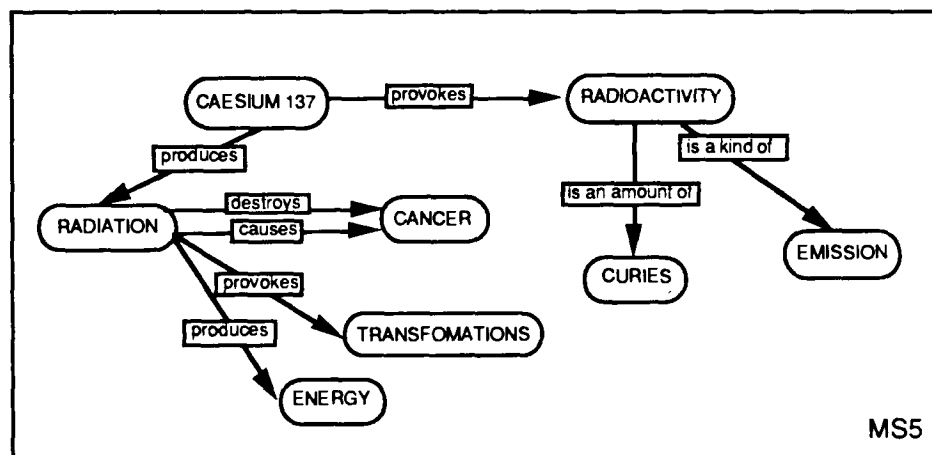 CAESIUM 137
provokes
RADIOACTIVITY
produces
is a kind of
RADIATION
destroys
causes
CANCER
is an amount of
EMISSION
CURIES
provokes
produces
TRANSFOMATIONS
ENERGY
MS5